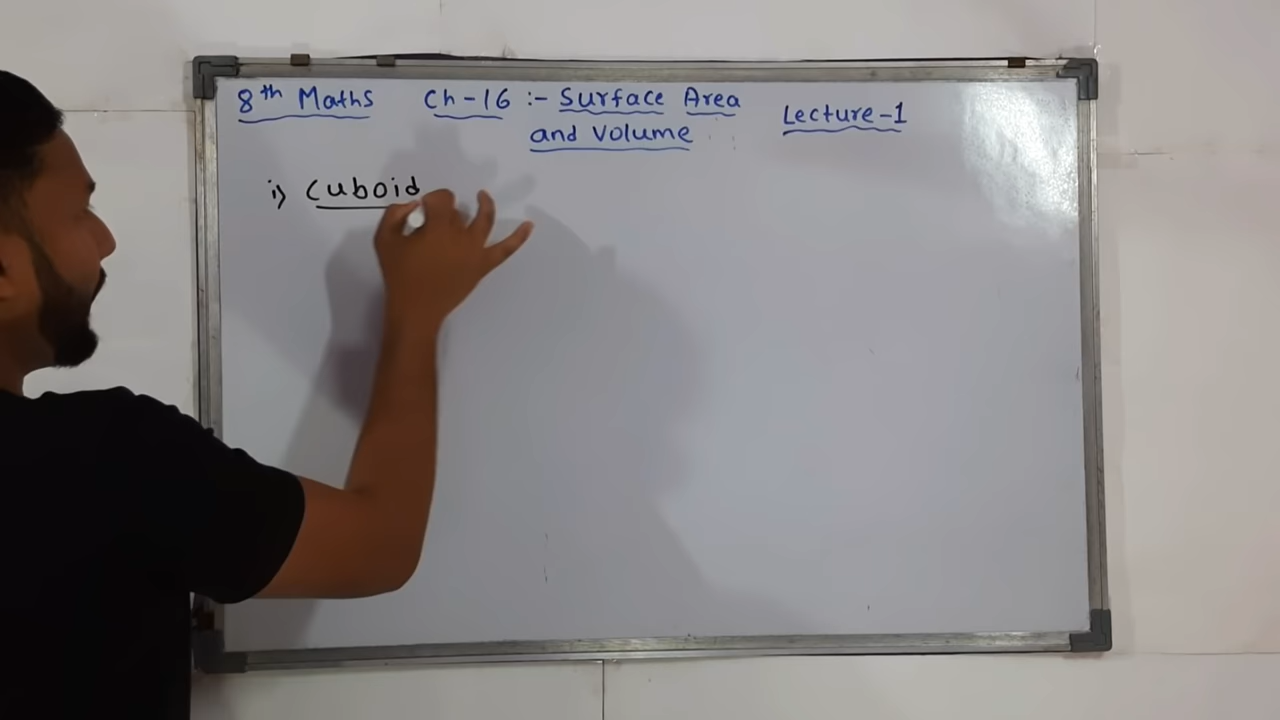 8th Maths Ch-16 :- Surface Area and Volume Lecture-1
i) Cuboid